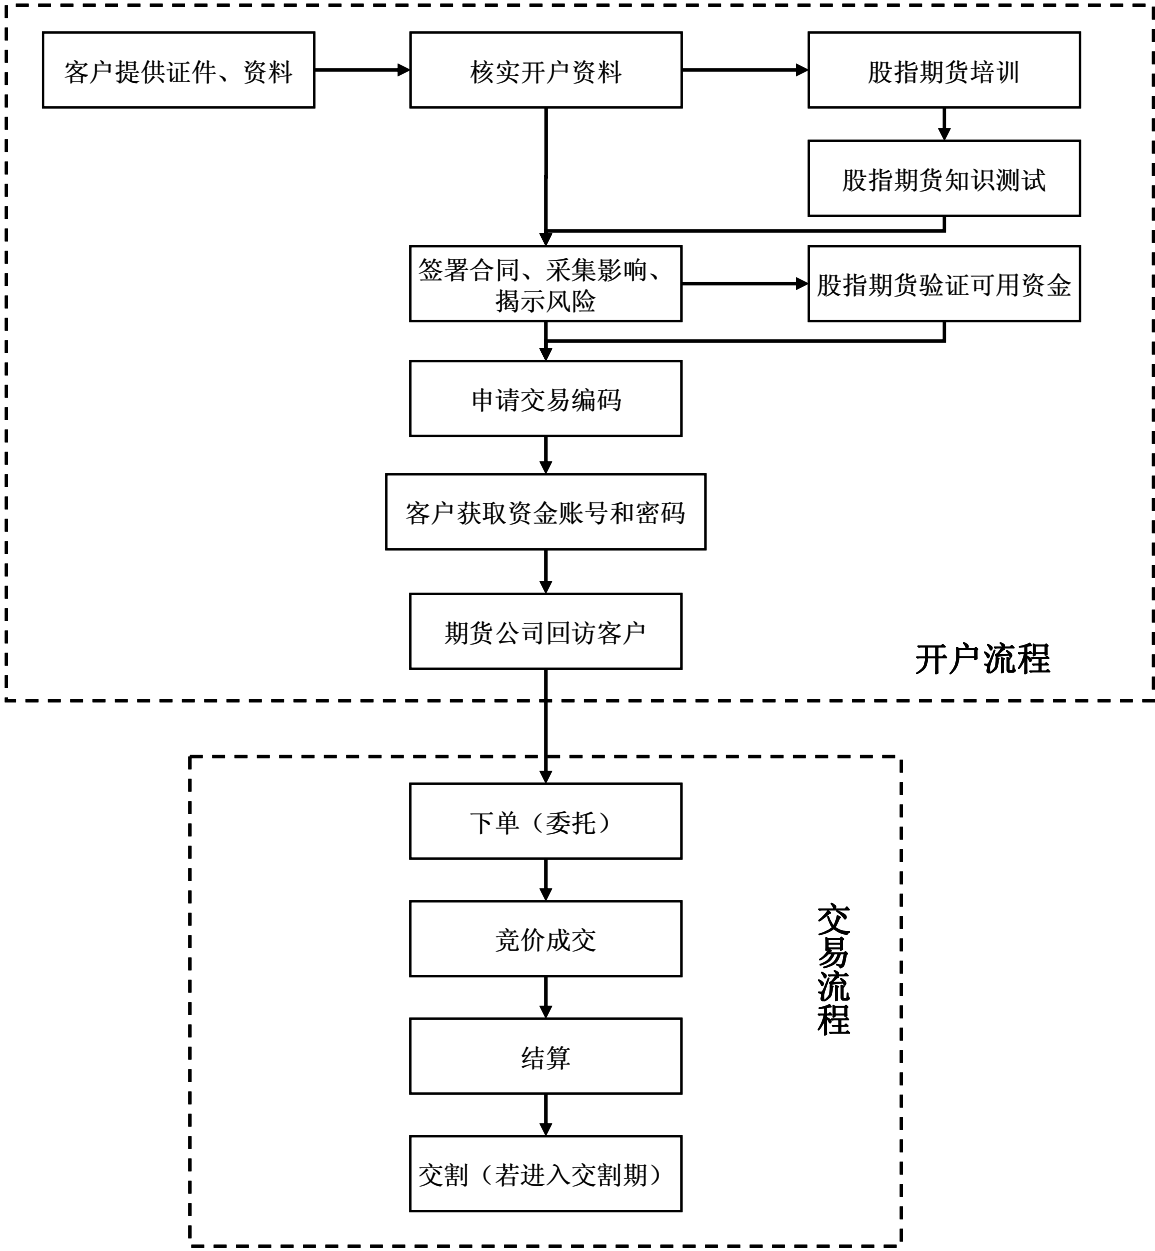 客户提供证件、资料
核实开户资料
股指期货培训
股指期货知识测试
签署合同、采集影响、
揭示风险
股指期货验证可用资金
申请交易编码
客户获取资金账号和密码
期货公司回访客户
开户流程
下单（委托）
竞价成交
交易流程
结算
交割（若进入交割期）